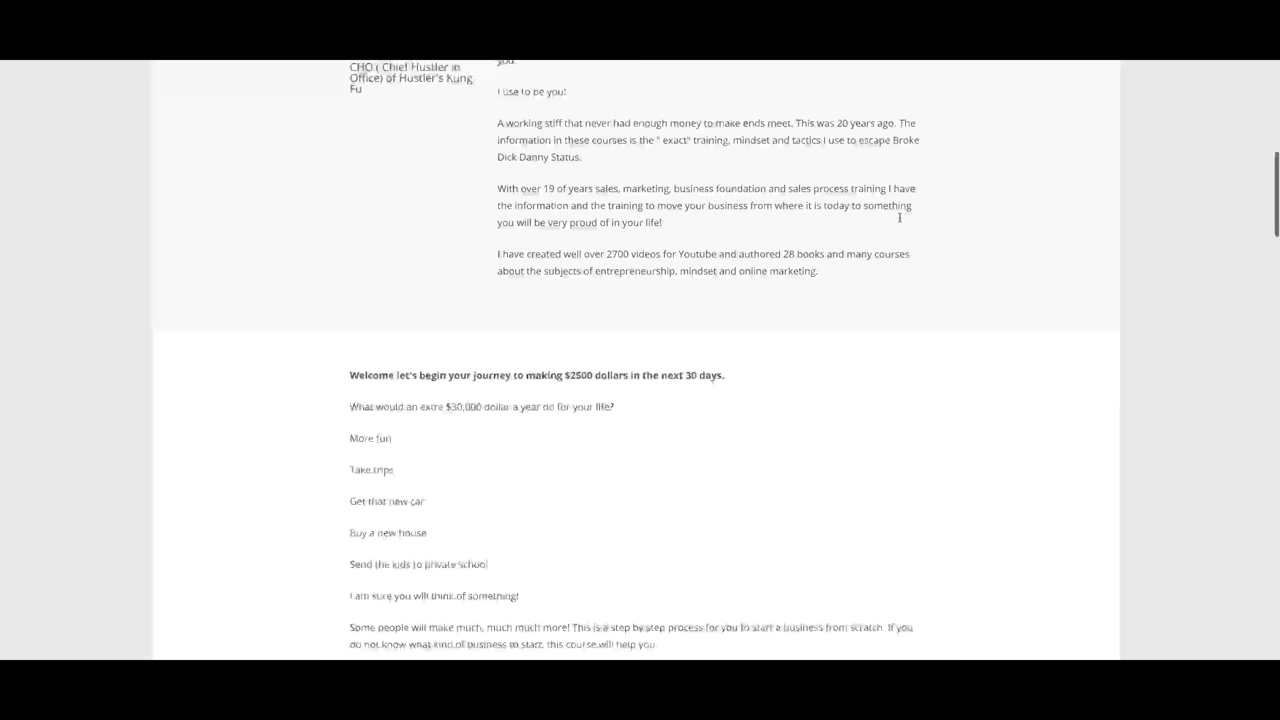 you.
CHO ( Chief Hustler in
Office) of Hustler's Kung
Fu
I use to be you!
A working stiff that never had enough money to make ends meet. This was 20 years ago. The
information in these courses is the " exact" training, mindset and tactics I use to escape Broke
Dick Danny Status.
With over 19 of years sales, marketing, business foundation and sales process training I have
the information and the training to move your business from where it is today to something
you will be very proud of in your life!
I have created well over 2700 videos for Youtube and authored 28 books and many courses
about the subjects of entrepreneurship, mindset and online marketing.
Welcome let's begin your journey to making $2500 dollars in the next 30 days.
What would an extra $30,000 dollar a year do for your life?
More fun
Take trips
Get that new car
Buy a new house
Send the kids to private school
I am sure you will think of something!
Some people will make much, much much more! This is a step by step process for you to start a business from scratch. If you
do not know what kind of business to start, this course will help you.